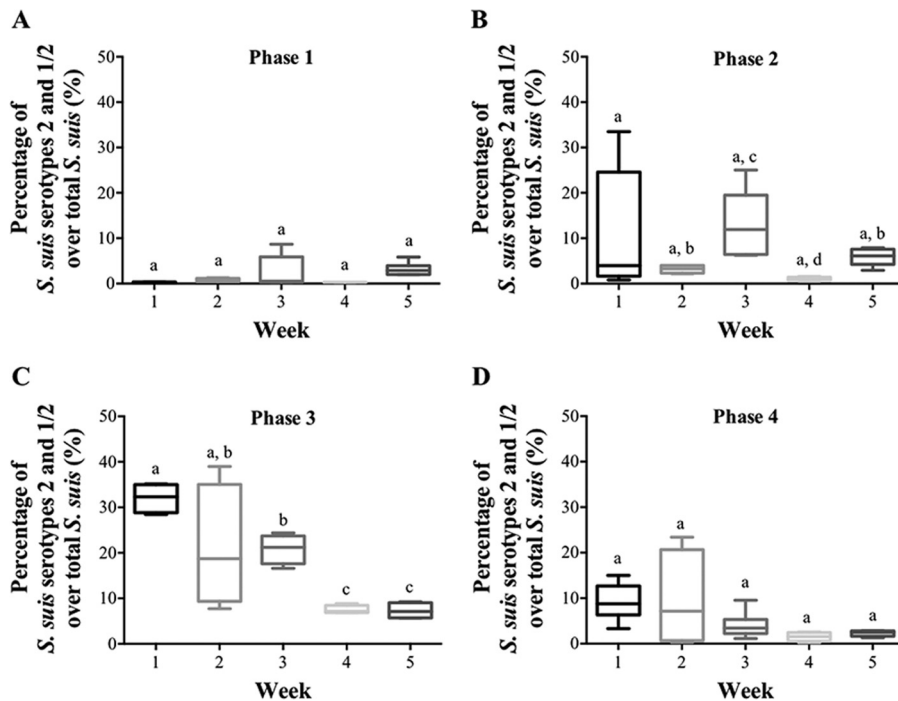 A
Phase 1
Percentage of
S. suis serotypes 2 and 1/2
over total S. suis (%)
50
40
30
20
10
0
a
a
a
a
a
1 2 3 4 5
Week
B
Phase 2
Percentage of
S. suis serotypes 2 and 1/2
over total S. suis (%)
50
40
30
20
10
0
a
a, b
a, c
a, d
a, b
1 2 3 4 5
Week
C
Phase 3
Percentage of
S. suis serotypes 2 and 1/2
over total S. suis (%)
50
40
30
20
10
0
a
a, b
b
c
c
1 2 3 4 5
Week
D
Phase 4
Percentage of
S. suis serotypes 2 and 1/2
over total S. suis (%)
50
40
30
20
10
0
a
a
a
a
a
1 2 3 4 5
Week